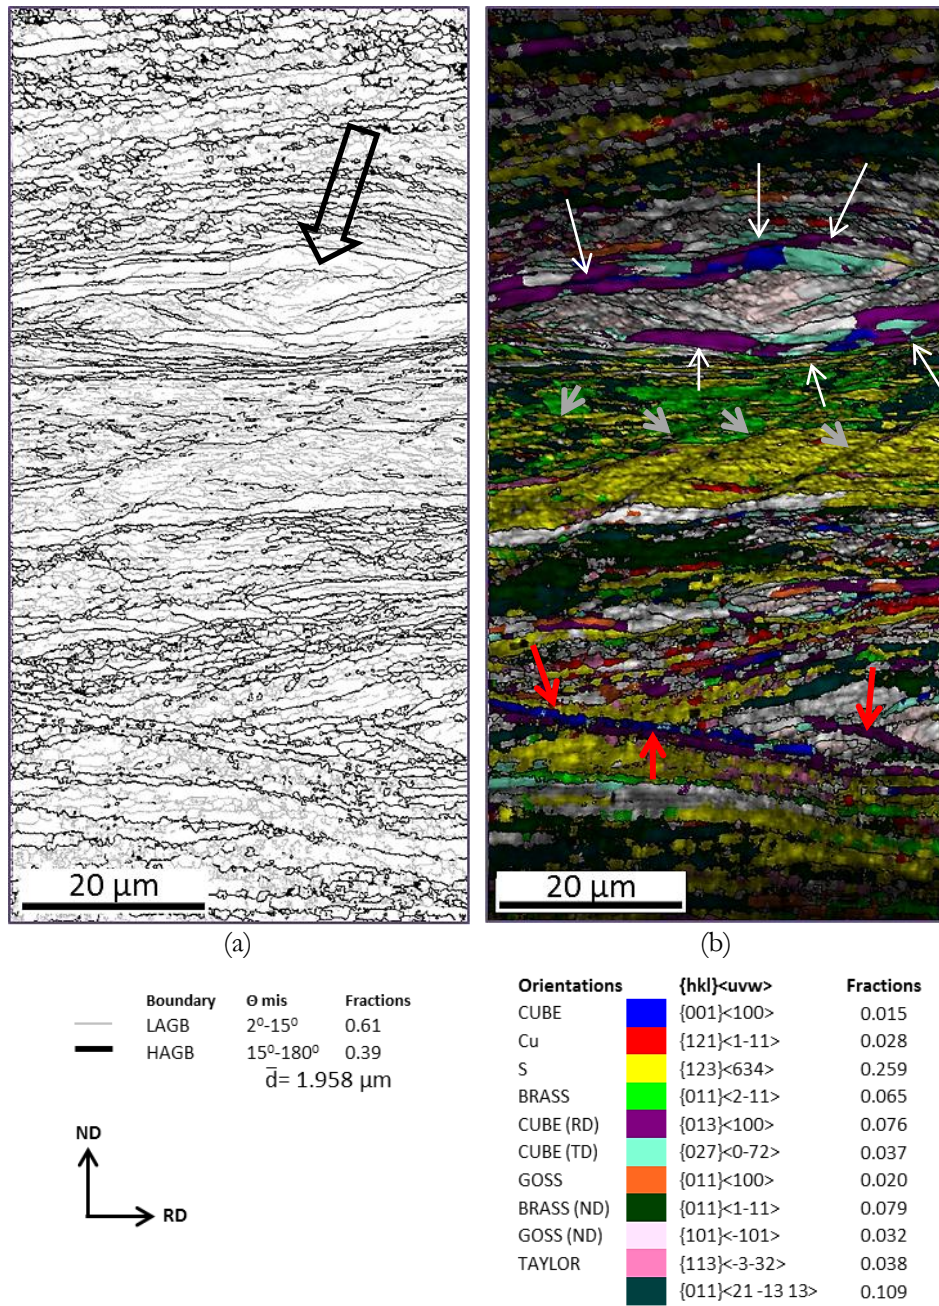 20 µm
20 µm
(a)
(b)
Boundary Θ mis Fractions
LAGB 2⁰-15⁰ 0.61
HAGB 15⁰-180⁰ 0.39
d̅= 1.958 µm
ND
RD
Orientations {hkl}<uvw> Fractions
CUBE {001}<100> 0.015
Cu {121}<1-11> 0.028
S {123}<634> 0.259
BRASS {011}<2-11> 0.065
CUBE (RD) {013}<100> 0.076
CUBE (TD) {027}<0-72> 0.037
GOSS {011}<100> 0.020
BRASS (ND) {011}<1-11> 0.079
GOSS (ND) {101}<-101> 0.032
TAYLOR {113}<-3-32> 0.038
{011}<21 -13 13> 0.109